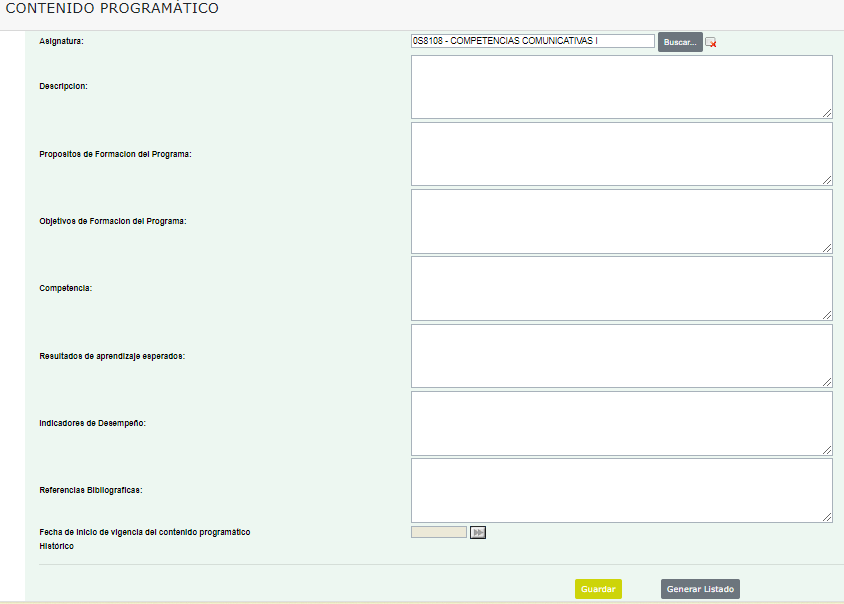 CONTENIDO PROGRAMÁTICO
Asignatura: 0S8108 - COMPETENCIAS COMUNICATIVAS I Buscar...
Descripcion:
Propositos de Formacion del Programa:
Objetivos de Formacion del Programa:
Competencia:
Resultados de aprendizaje esperados:
Indicadores de Desempeño:
Referencias Bibliograficas:
Fecha de inicio de vigencia del contenido programático
Histórico
Guardar Generar Listado